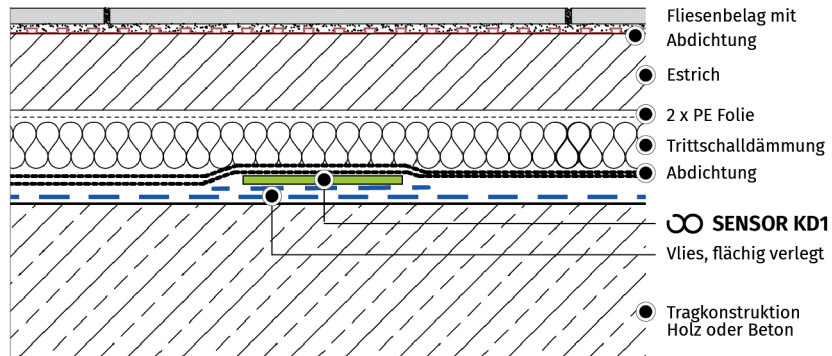 Fliesenbelag mit
Abdichtung
Estrich
2 x PE Folie
Trittschalldämmung
Abdichtung
SENSOR KD1
Vlies, flächig verlegt
Tragkonstruktion
Holz oder Beton